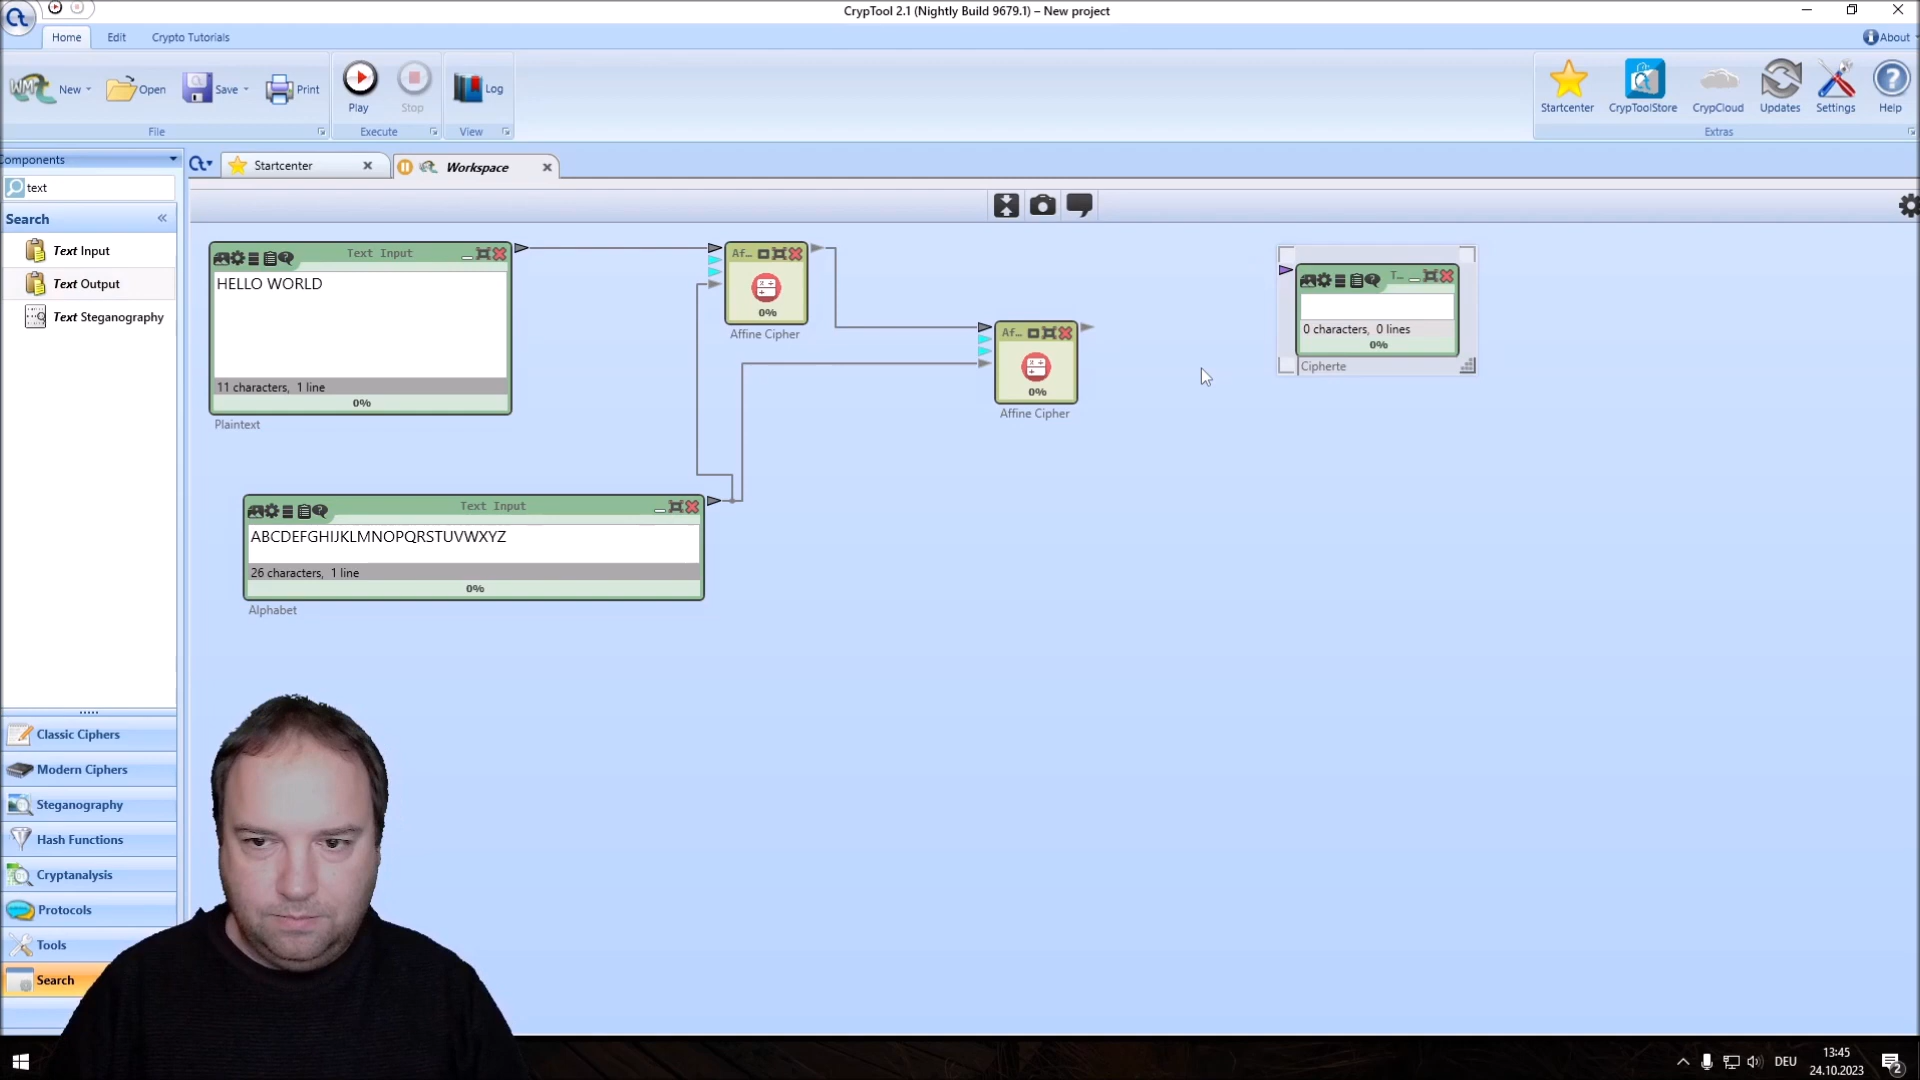 CrypTool 2.1 (Nightly Build 9679.1) – New project
Home Edit Crypto Tutorials
About
New Open Save Print
Play Stop
Log
Startcenter CrypToolStore CrypCloud Updates Settings Help
File Execute View Extras
Components
Startcenter Workspace
text
Search
Text Input
Text Output
Text Steganography
Text Input
HELLO WORLD
11 characters, 1 line
0%
Plaintext
Af...
0%
Affine Cipher
Af...
0%
Affine Cipher
T...
0 characters, 0 lines
0%
Cipherte
Text Input
ABCDEFGHIJKLMNOPQRSTUVWXYZ
26 characters, 1 line
0%
Alphabet
Classic Ciphers
Modern Ciphers
Steganography
Hash Functions
Cryptanalysis
Protocols
Tools
Search
DEU
13:45
24.10.2023
2